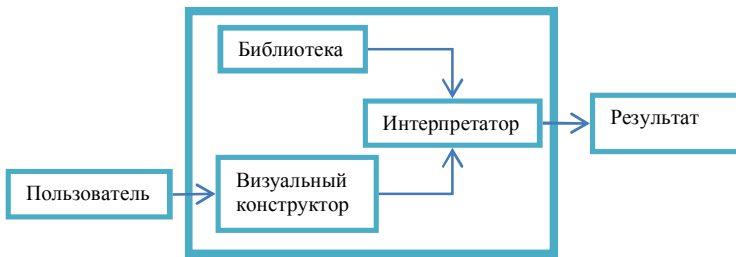 Библиотека
Интерпретатор
Результат
Пользователь
Визуальный
конструктор